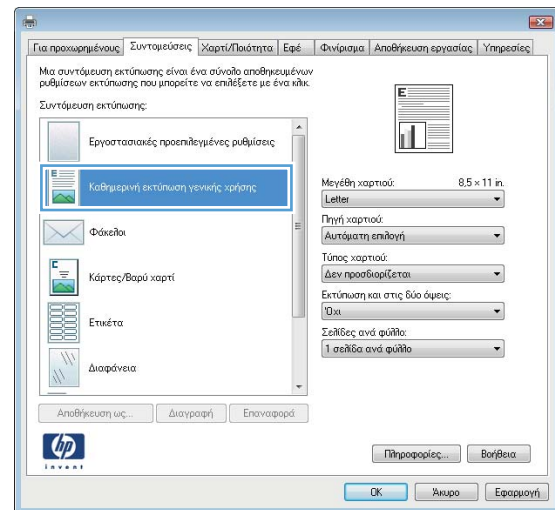 Για προχωρημένους Συντομεύσεις Χαρτί/Ποιότητα Εφέ Φινίρισμα Αποθήκευση εργασίας Υπηρεσίες
Μια συντόμευση εκτύπωσης είναι ένα σύνολο αποθηκευμένων
ρυθμίσεων εκτύπωσης που μπορείτε να επιλέξετε με ένα κλικ.
Συντόμευση εκτύπωσης:
Εργοστασιακές προεπιλεγμένες ρυθμίσεις
Καθημερινή εκτύπωση γενικής χρήσης
Φάκελοι
Κάρτες/Βαρύ χαρτί
Ετικέτα
Διαφάνεια
Αποθήκευση ως... Διαγραφή Επαναφορά
E
Μεγέθη χαρτιού: 8,5 × 11 in.
Letter
Πηγή χαρτιού:
Αυτόματη επιλογή
Τύπος χαρτιού:
Δεν προσδιορίζεται
Εκτύπωση και στις δύο όψεις:
Όχι
Σελίδες ανά φύλλο:
1 σελίδα ανά φύλλο
hp
invent
Πληροφορίες... Βοήθεια
OK Άκυρο Εφαρμογή